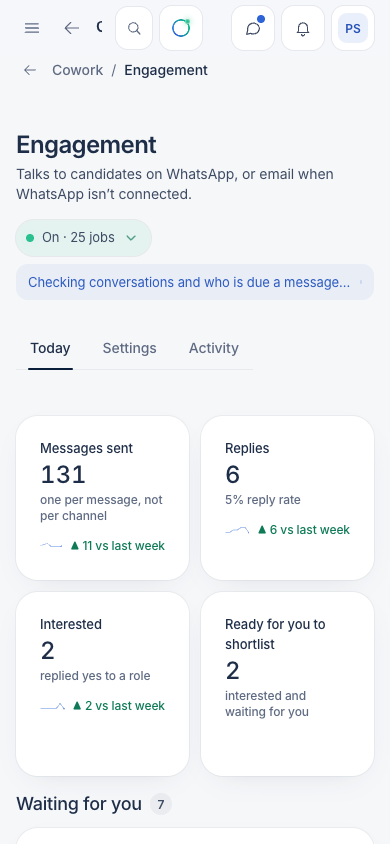 PS
Cowork / Engagement
Engagement
Talks to candidates on WhatsApp, or email when
WhatsApp isn’t connected.
On · 25 jobs
Checking conversations and who is due a message...
Today Settings Activity
Messages sent
131
one per message, not
per channel
▲ 11 vs last week
Replies
6
5% reply rate
▲ 6 vs last week
Interested
2
replied yes to a role
▲ 2 vs last week
Ready for you to
shortlist
2
interested and
waiting for you
Waiting for you 7